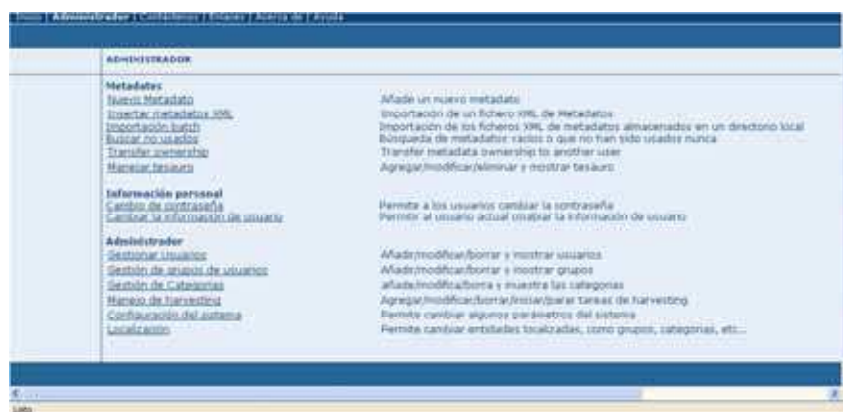 Inicio | Administrador | Contáctenos | Enlaces | Acerca de | Ayuda
ADMINISTRADOR
Metadatos
Nuevo Metadato Añade un nuevo metadato
Insertar metadatos XML Importación de un fichero XML de Metadatos
Importación batch Importación de los ficheros XML de metadatos almacenados en un directorio local
Buscar no usados Búsqueda de metadatos vacíos o que no han sido usados nunca
Transfer ownership Transfer metadata ownership to another user
Manejar tesauro Agregar/modificar/eliminar y mostrar tesauro
Información personal
Cambio de contraseña Permite a los usuarios cambiar la contraseña
Cambiar la información de usuario Permitir al usuario actual cambiar la información de usuario
Administrador
Gestionar usuarios Añadir/modificar/borrar y mostrar usuarios
Gestión de grupos de usuarios Añadir/modificar/borrar y mostrar grupos
Gestión de Categorias añade/modifica/borra y muestra las categorias
Manejo de harvesting Agregar/modificar/borrar/iniciar/parar tareas de harvesting
Configuración del sistema Permite cambiar algunos parámetros del sistema
Localización Permite cambiar entidades localizadas, como grupos, categorias, etc...
Listo